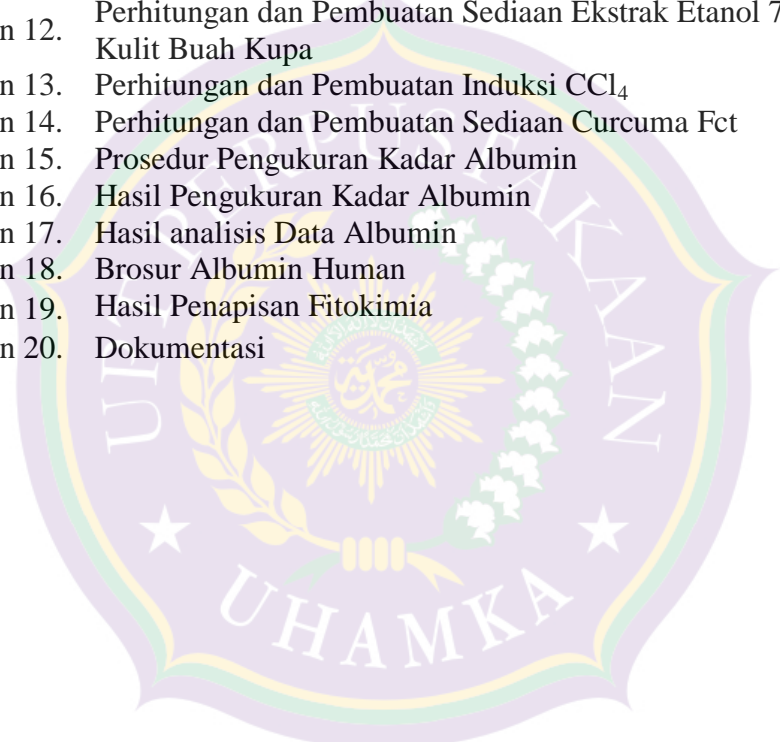 n 12. Perhitungan dan Pembuatan Sediaan Ekstrak Etanol 7
Kulit Buah Kupa
n 13. Perhitungan dan Pembuatan Induksi CCl₄
n 14. Perhitungan dan Pembuatan Sediaan Curcuma Fct
n 15. Prosedur Pengukuran Kadar Albumin
n 16. Hasil Pengukuran Kadar Albumin
n 17. Hasil analisis Data Albumin
n 18. Brosur Albumin Human
n 19. Hasil Penapisan Fitokimia
n 20. Dokumentasi
UPT PERPUSTAKAAN
UHAMKA